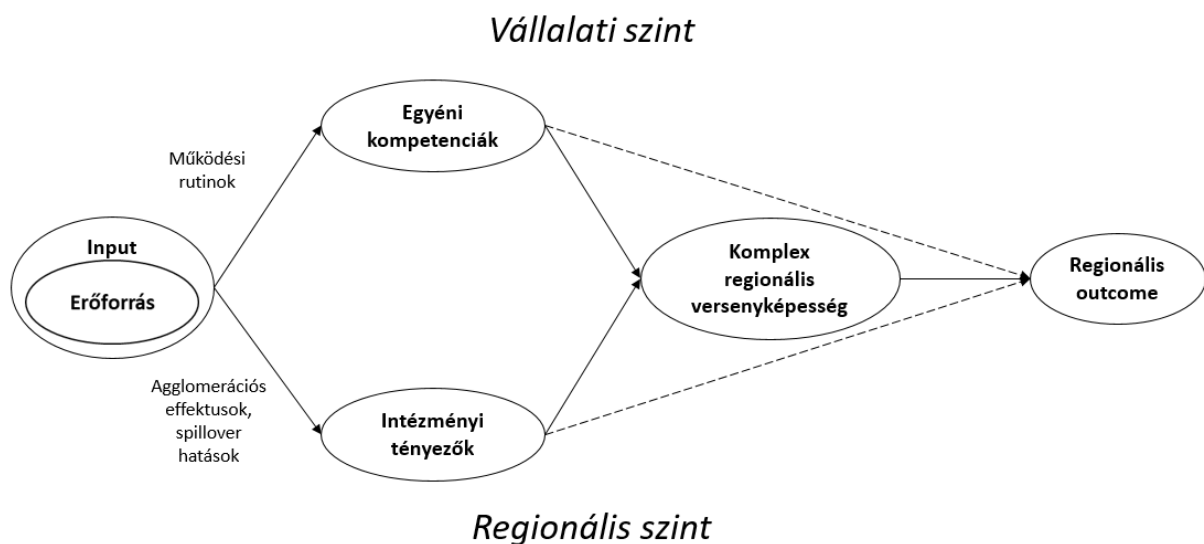 Vállalati szint
Egyéni
kompetenciák
Működési
rutinok
Input
Erőforrás
Komplex
regionális
versenyképesség
Regionális
outcome
Agglomerációs
effektusok,
spillover
hatások
Intézményi
tényezők
Regionális szint